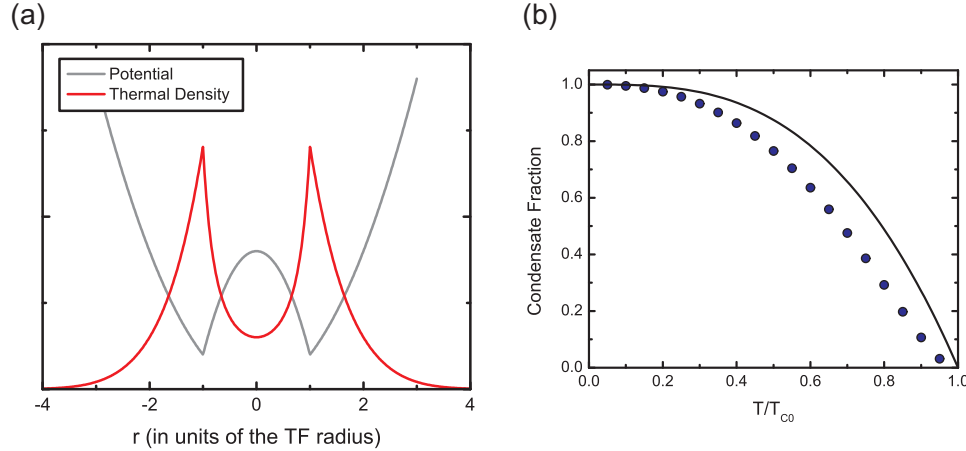 (a)
Potential
Thermal Density
-4 -2 0 2 4
r (in units of the TF radius)
(b)
1.0
0.8
0.6
0.4
0.2
0.0
Condensate Fraction
0.0 0.2 0.4 0.6 0.8 1.0
T/T_C0